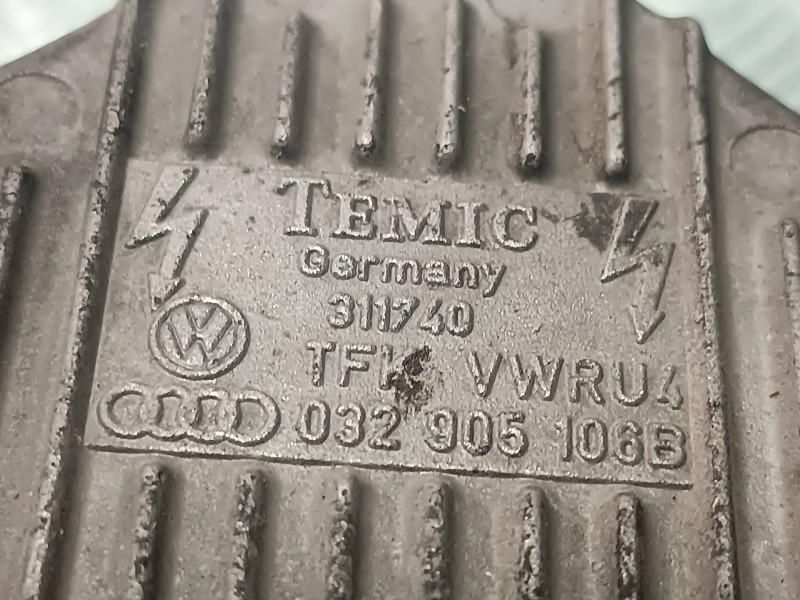 TEMIC
Germany
311740
TFK VWRU4
032 905 106B